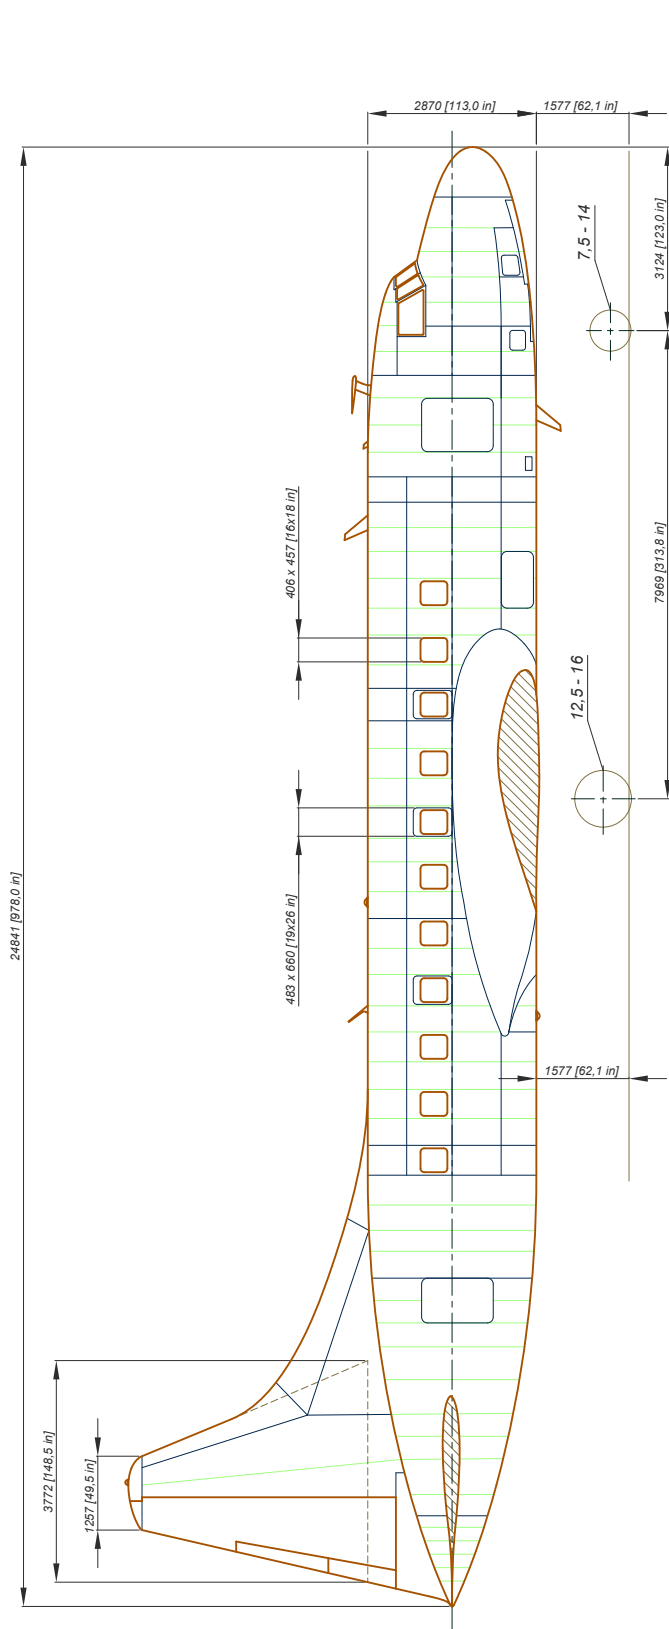 2870 [113,0 in]
1577 [62,1 in]
7,5 - 14
3124 [123,0 in]
406 x 457 [16x18 in]
7969 [313,8 in]
12,5 - 16
24841 [978,0 in]
483 x 660 [19x26 in]
1577 [62,1 in]
3772 [148,5 in]
1257 [49,5 in]